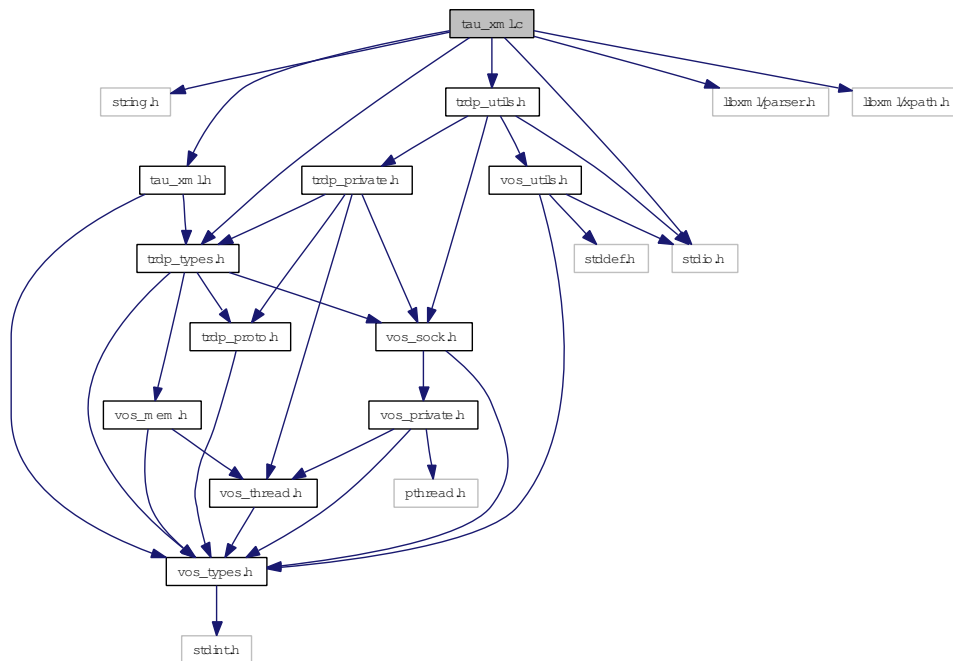 tau_xml.c
string.h
trdp_utils.h
libxml/parser.h
libxml/xpath.h
tau_xml.h
trdp_private.h
vos_utils.h
trdp_types.h
stddef.h
stdio.h
trdp_proto.h
vos_sock.h
vos_mem.h
vos_private.h
vos_thread.h
pthread.h
vos_types.h
stdint.h